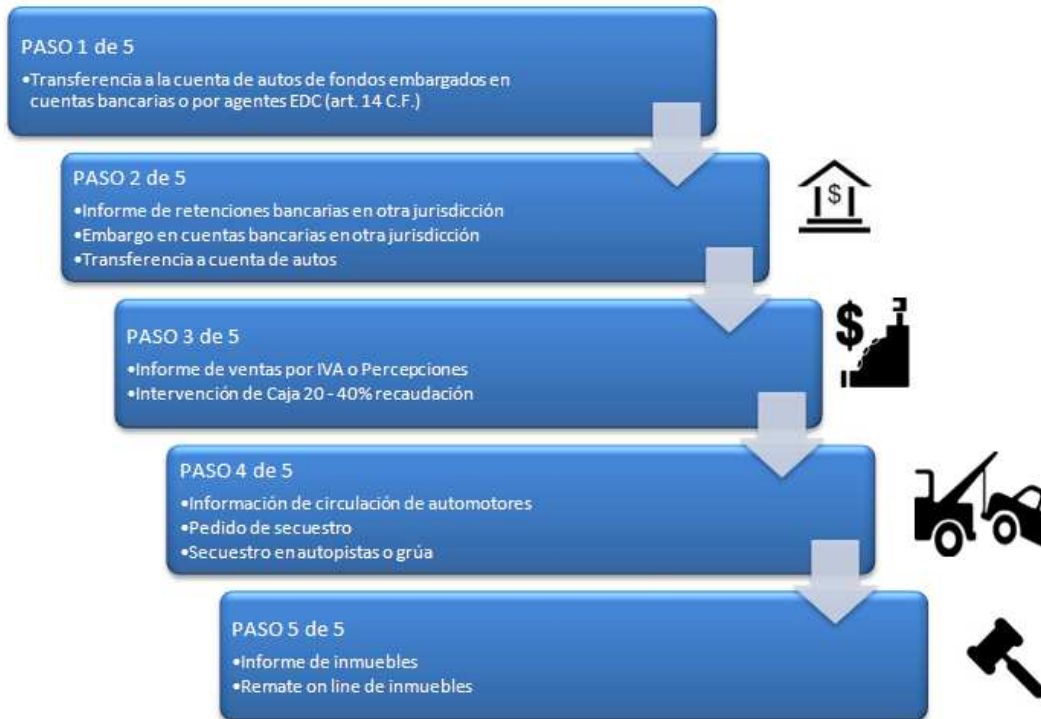 PASO 1 de 5
•Transferencia a la cuenta de autos de fondos embargados en
cuentas bancarias o por agentes EDC (art. 14 C.F.)
PASO 2 de 5
•Informe de retenciones bancarias en otra jurisdicción
•Embargo en cuentas bancarias en otra jurisdicción
•Transferencia a cuenta de autos
$
PASO 3 de 5
•Informe de ventas por IVA o Percepciones
•Intervención de Caja 20 - 40% recaudación
$
PASO 4 de 5
•Información de circulación de automotores
•Pedido de secuestro
•Secuestro en autopistas o grúa
PASO 5 de 5
•Informe de inmuebles
•Remate on line de inmuebles